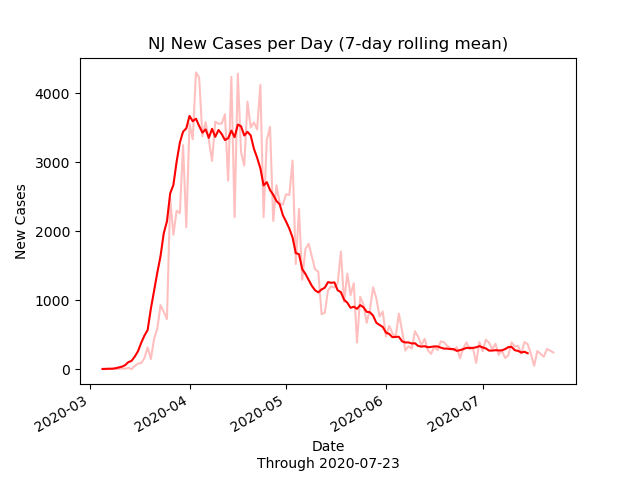 NJ New Cases per Day (7-day rolling mean)
New Cases
4000
3000
2000
1000
0
2020-03
2020-04
2020-05
2020-06
2020-07
Date
Through 2020-07-23